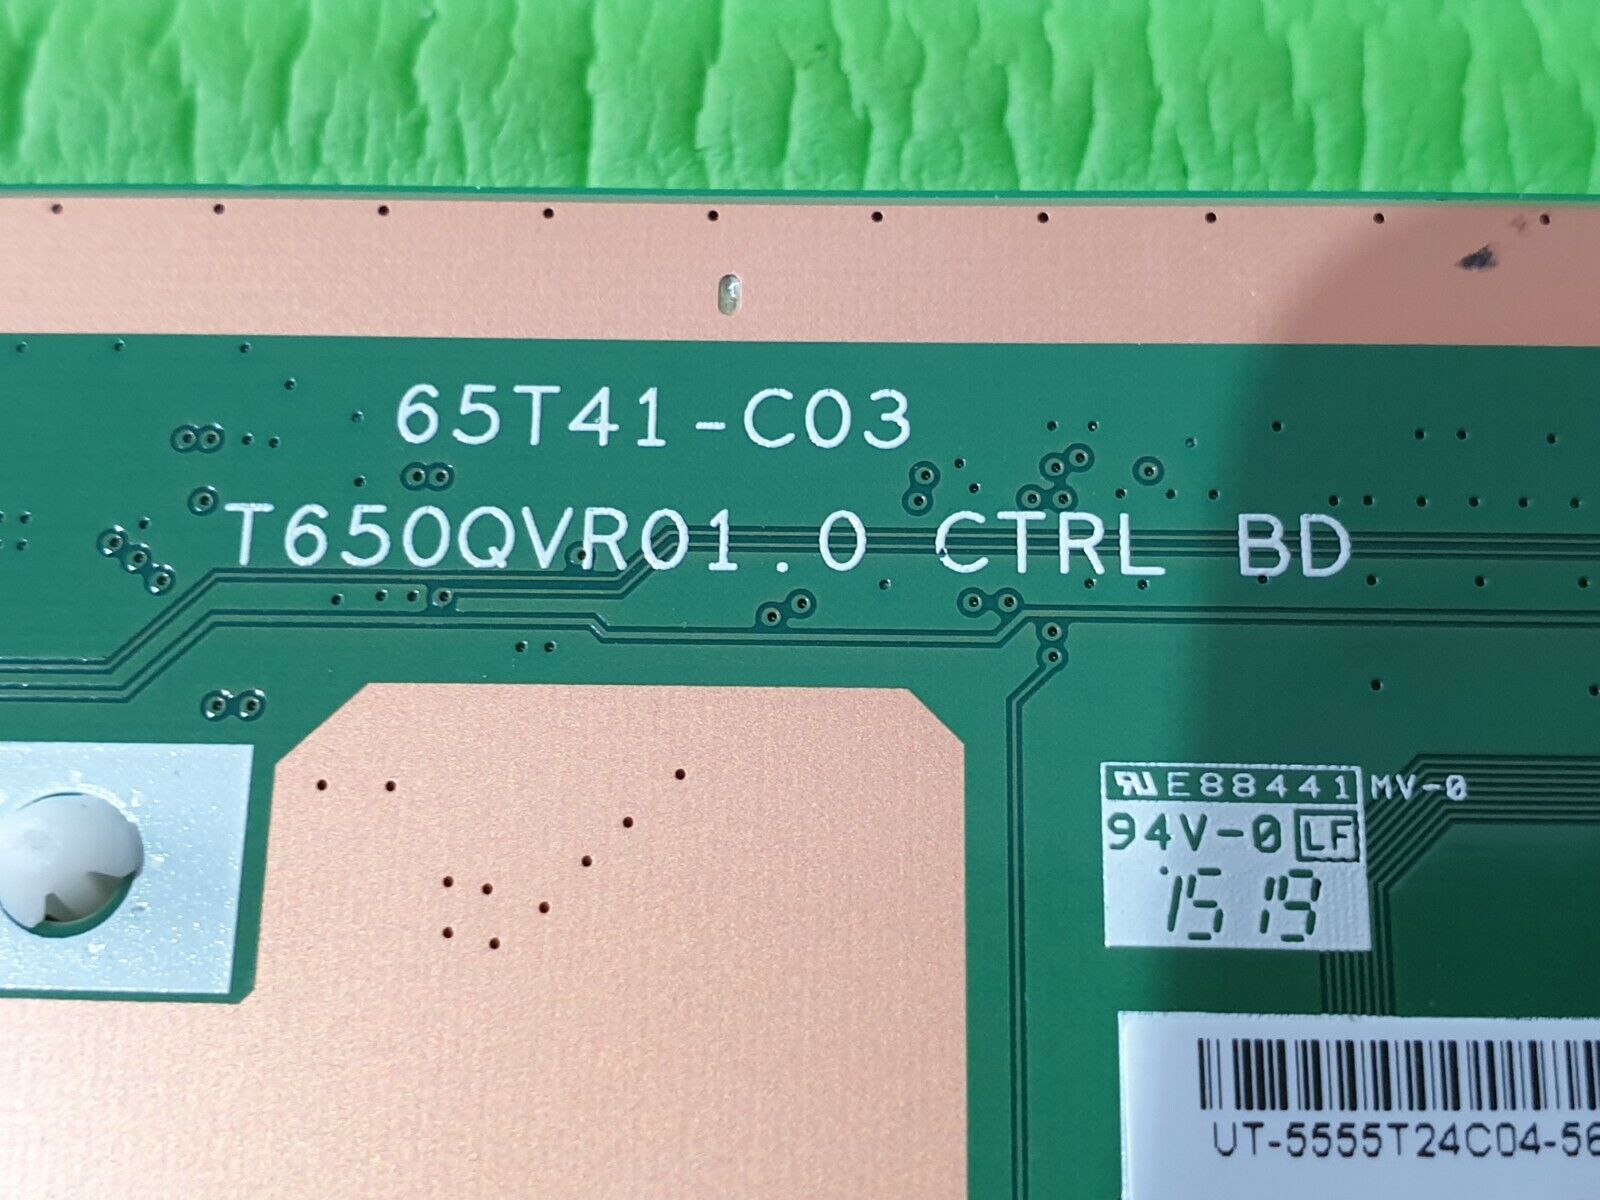 65T41-C03
T650QVR01.0 CTRL BD
E88441 MV-0
94V-0 LF
1519
UT-5555T24C04-56